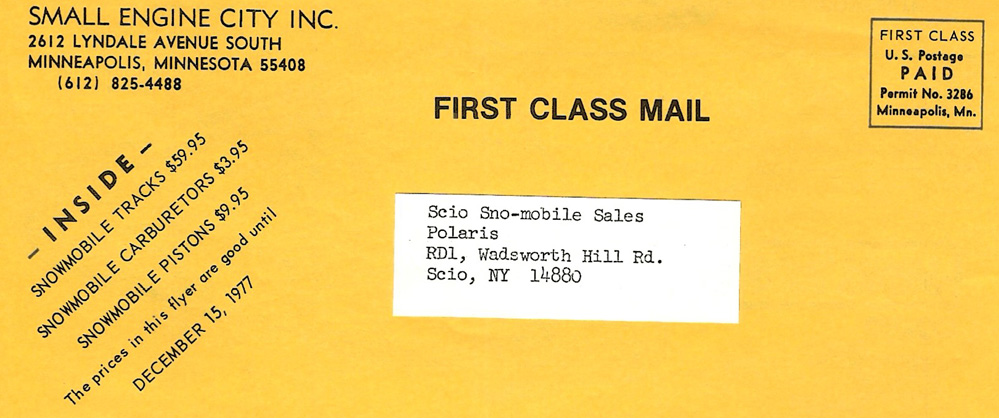 SMALL ENGINE CITY INC.
2612 LYNDALE AVENUE SOUTH
MINNEAPOLIS, MINNESOTA 55408
(612) 825-4488
FIRST CLASS
U. S. Postage
PAID
Permit No. 3286
Minneapolis, Mn.
FIRST CLASS MAIL
- INSIDE -
SNOWMOBILE TRACKS $59.95
SNOWMOBILE CARBURETORS $3.95
SNOWMOBILE PISTONS $9.95
The prices in this flyer are good until
DECEMBER 15, 1977
Scio Sno-mobile Sales
Polaris
RD1, Wadsworth Hill Rd.
Scio, NY 14880